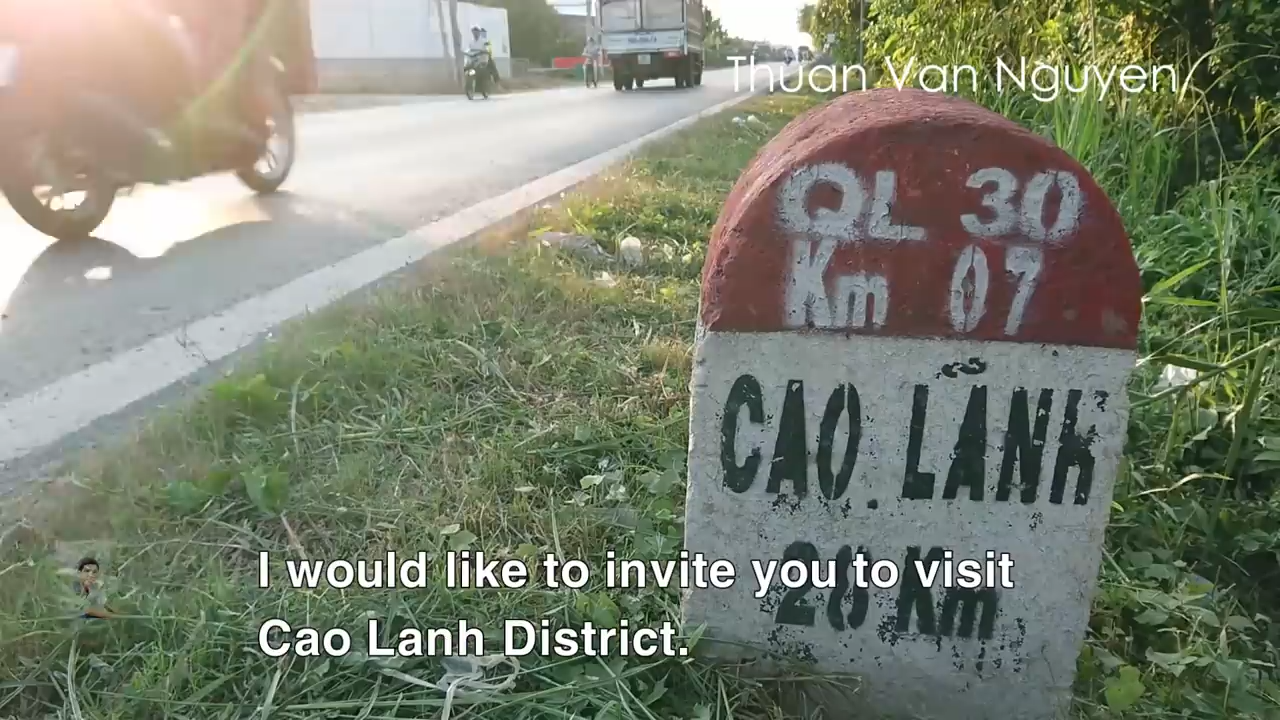 Thuan Van Nguyen
QL 30
Km 07
CAO LÃNH
28 Km
I would like to invite you to visit
Cao Lanh District.